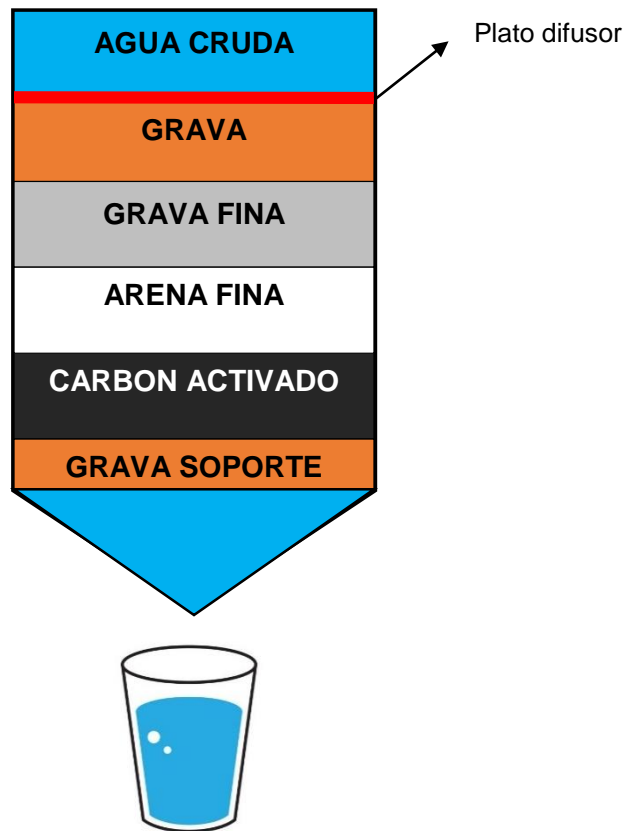 AGUA CRUDA
Plato difusor
GRAVA
GRAVA FINA
ARENA FINA
CARBON ACTIVADO
GRAVA SOPORTE